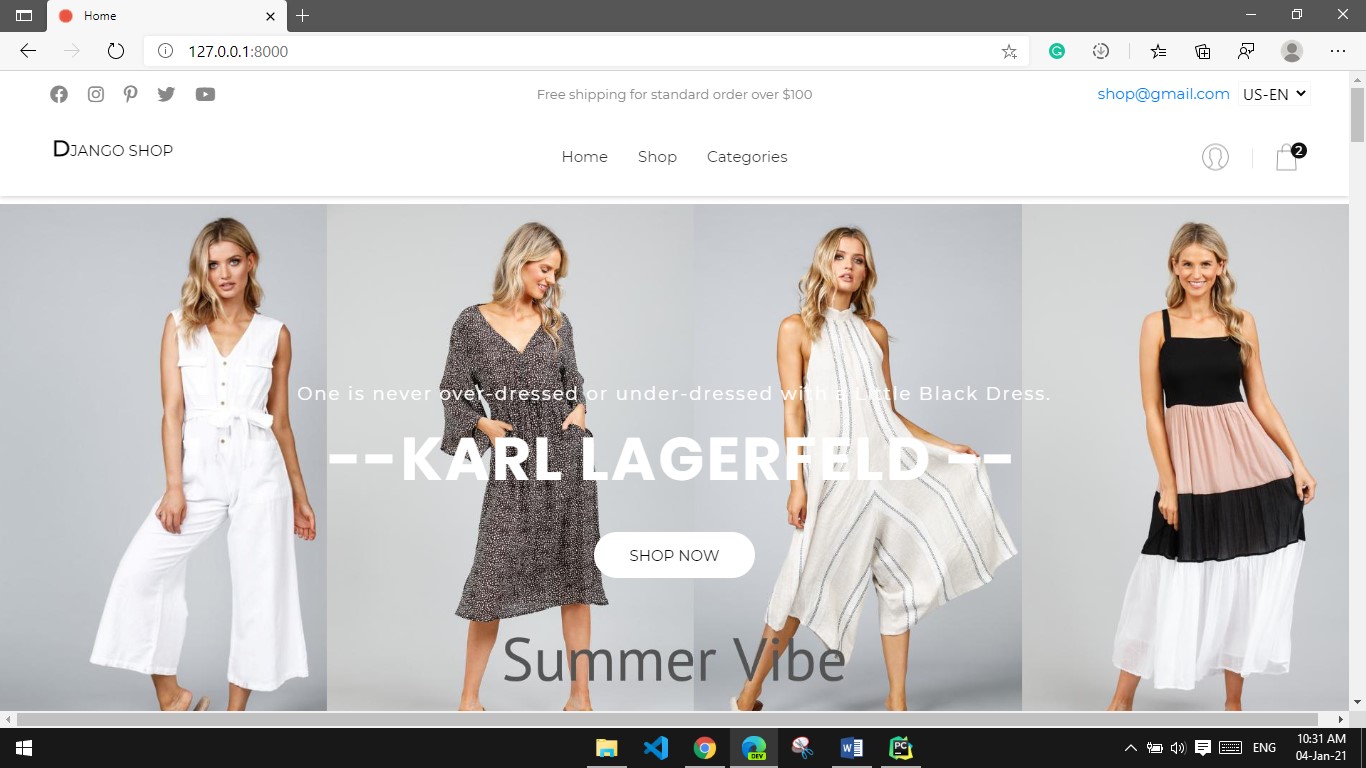 Home
127.0.0.1:8000
Free shipping for standard order over $100
shop@gmail.com
US-EN
DJANGO SHOP
Home
Shop
Categories
2
One is never over-dressed or under-dressed with a Little Black Dress.
--KARL LAGERFELD --
SHOP NOW
Summer Vibe
DEV
W
PC
ENG
10:31 AM
04-Jan-21